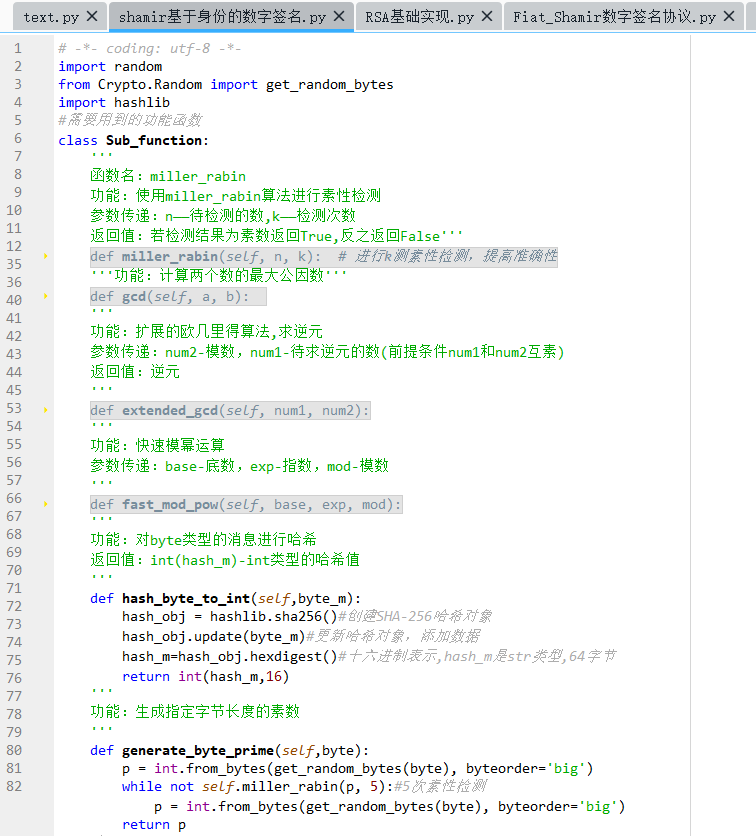 text.py
shamir基于身份的数字签名.py
RSA基础实现.py
Fiat_Shamir数字签名协议.py
1 # -*- coding: utf-8 -*-
2 import random
3 from Crypto.Random import get_random_bytes
4 import hashlib
5 #需要用到的功能函数
6 class Sub_function:
7 '''
8 函数名：miller_rabin
9 功能：使用miller_rabin算法进行素性检测
10 参数传递：n——待检测的数,k——检测次数
11 返回值：若检测结果为素数返回True,反之返回False'''
12 def miller_rabin(self, n, k): # 进行k测素性检测，提高准确性
35 '''功能：计算两个数的最大公因数'''
36 def gcd(self, a, b):
40 '''
41 功能：扩展的欧几里得算法,求逆元
42 参数传递：num2-模数，num1-待求逆元的数(前提条件num1和num2互素)
43 返回值：逆元
44 '''
45 def extended_gcd(self, num1, num2):
53 '''
54 功能：快速模幂运算
55 参数传递：base-底数，exp-指数，mod-模数
56 '''
57 def fast_mod_pow(self, base, exp, mod):
66 '''
67 功能：对byte类型的消息进行哈希
68 返回值：int(hash_m)-int类型的哈希值
69 '''
70 def hash_byte_to_int(self,byte_m):
71 hash_obj = hashlib.sha256()#创建SHA-256哈希对象
72 hash_obj.update(byte_m)#更新哈希对象，添加数据
73 hash_m=hash_obj.hexdigest()#十六进制表示,hash_m是str类型,64字节
74 return int(hash_m,16)
75 '''
76 功能：生成指定字节长度的素数
77 '''
78 def generate_byte_prime(self,byte):
79 p = int.from_bytes(get_random_bytes(byte), byteorder='big')
80 while not self.miller_rabin(p, 5):#5次素性检测
81 p = int.from_bytes(get_random_bytes(byte), byteorder='big')
82 return p